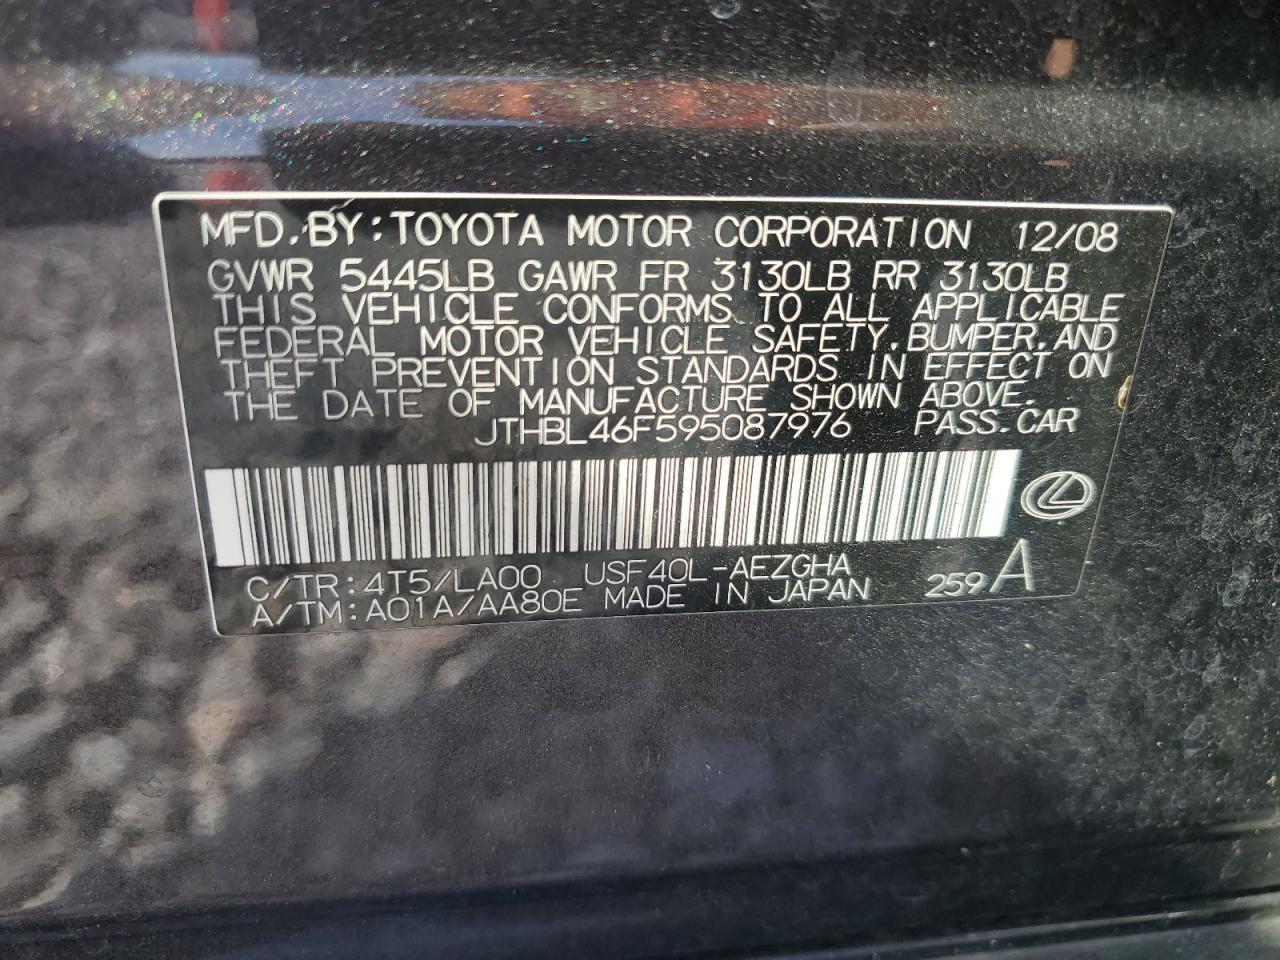 MFD. BY: TOYOTA MOTOR CORPORATION 12/08
GVWR 5445LB GAWR FR 3130LB RR 3130LB
THIS VEHICLE CONFORMS TO ALL APPLICABLE
FEDERAL MOTOR VEHICLE SAFETY, BUMPER, AND
THEFT PREVENTION STANDARDS IN EFFECT ON
THE DATE OF MANUFACTURE SHOWN ABOVE.
JTHBL46F595087976 PASS. CAR
C/TR: 4T5/LA00 USF40L-AEZGHA
A/TM: A01A/AA80E MADE IN JAPAN 259A